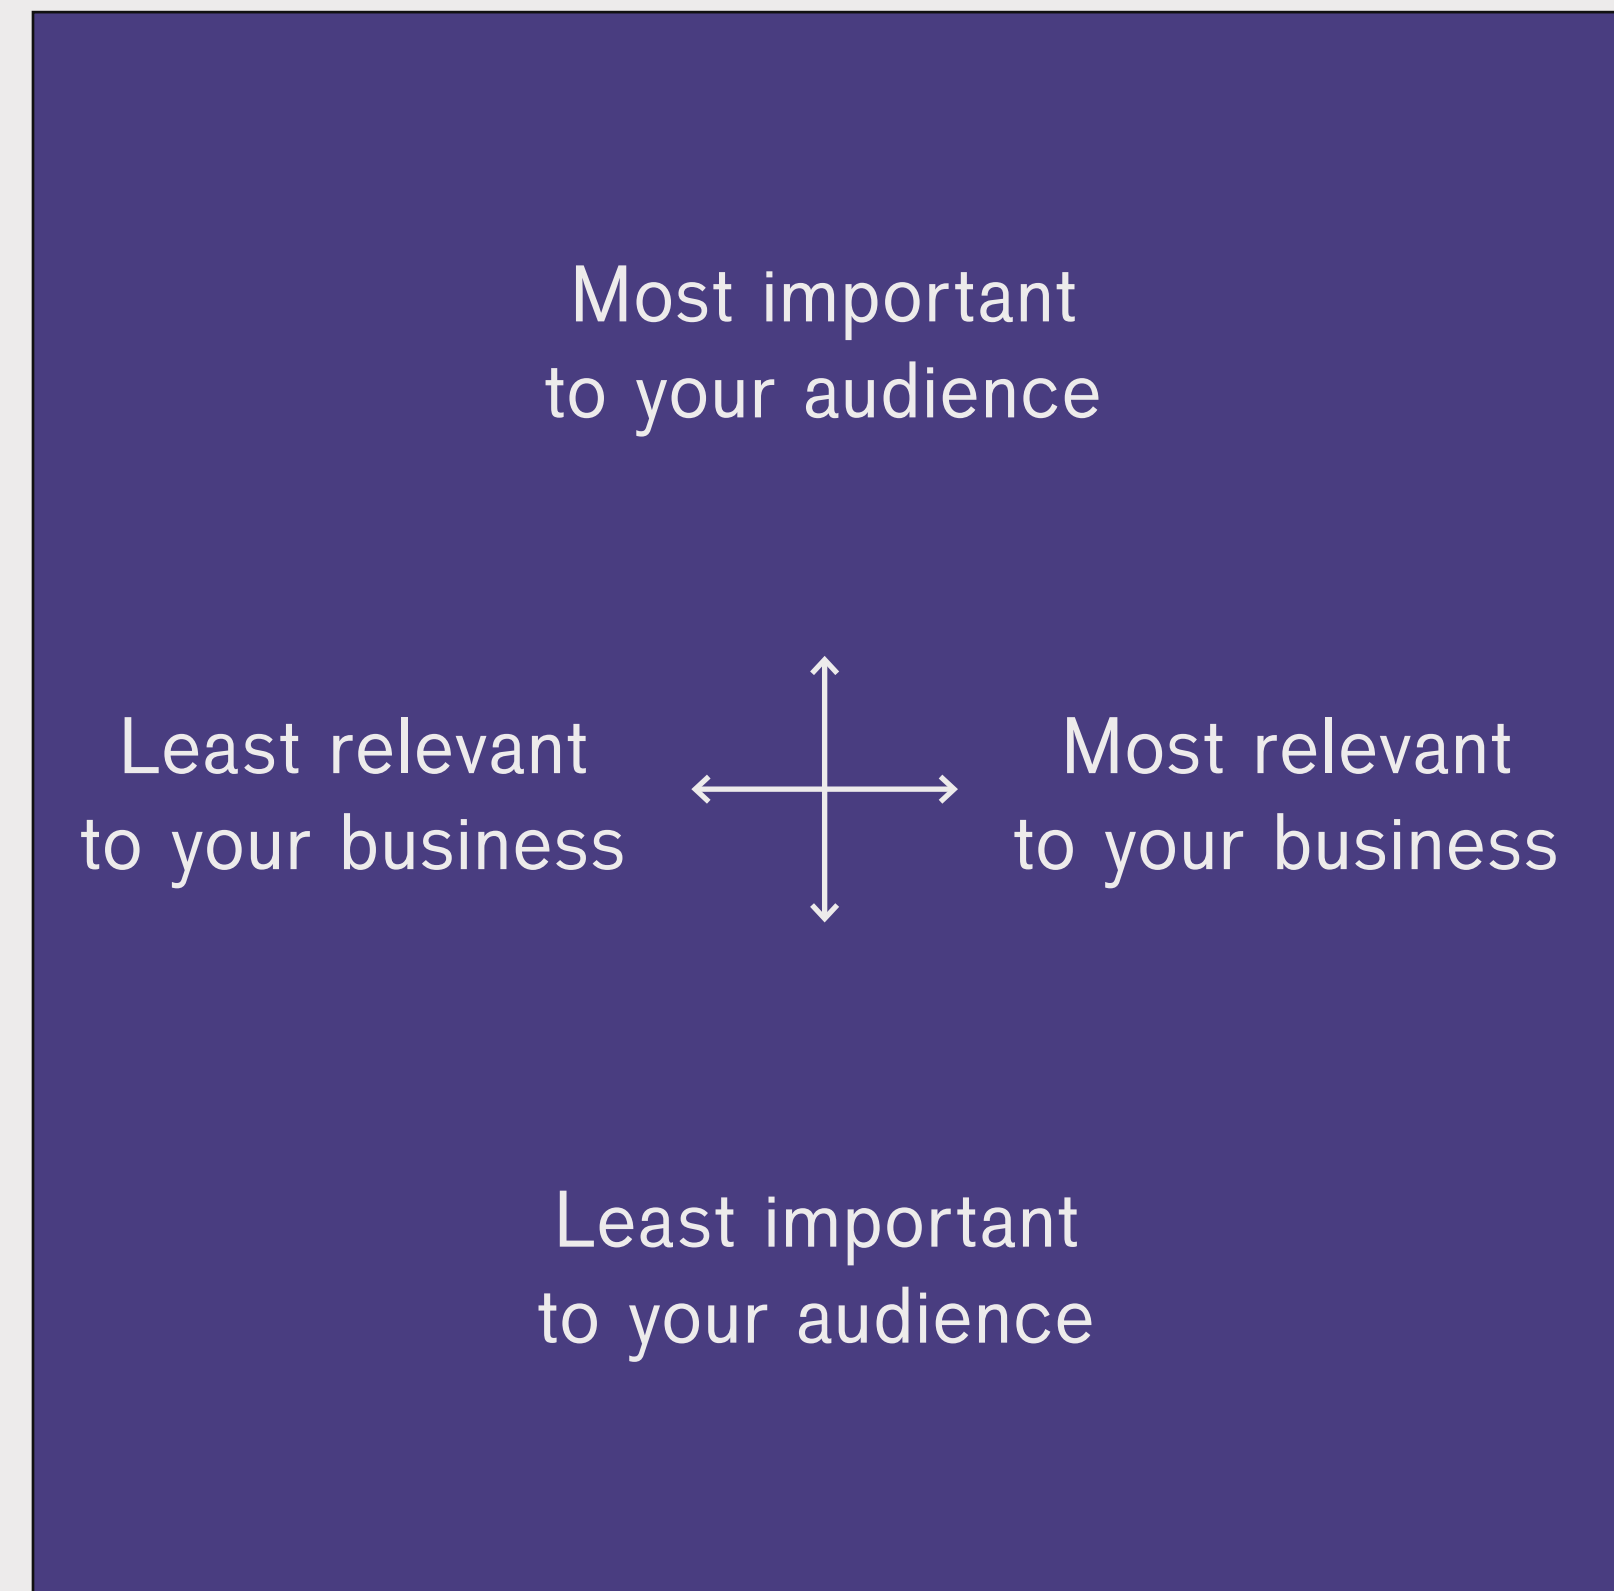 Most important
to your audience
Least relevant
to your business
Most relevant
to your business
Least important
to your audience